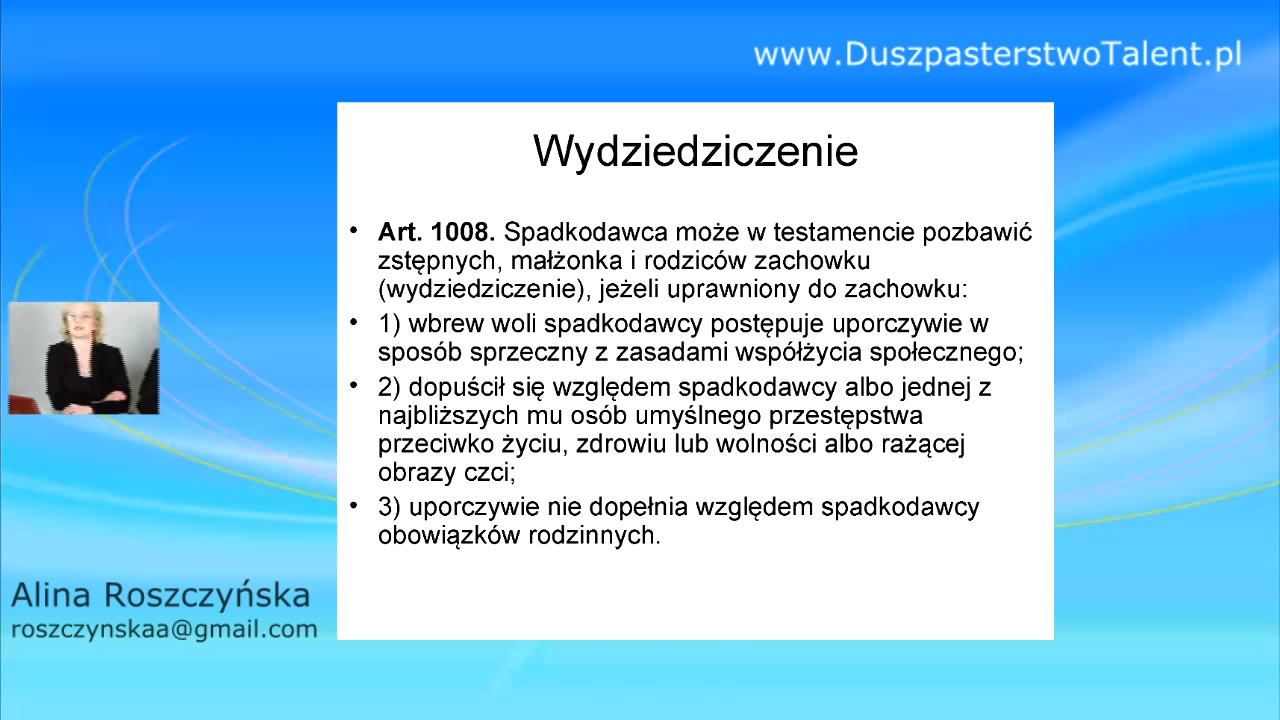 www.DuszpasterstwoTalent.pl
Wydziedziczenie
• Art. 1008. Spadkodawca może w testamencie pozbawić
zstępnych, małżonka i rodziców zachowku
(wydziedziczenie), jeżeli uprawniony do zachowku:
• 1) wbrew woli spadkodawcy postępuje uporczywie w
sposób sprzeczny z zasadami współżycia społecznego;
• 2) dopuścił się względem spadkodawcy albo jednej z
najbliższych mu osób umyślnego przestępstwa
przeciwko życiu, zdrowiu lub wolności albo rażącej
obrazy czci;
• 3) uporczywie nie dopełnia względem spadkodawcy
obowiązków rodzinnych.
Alina Roszczyńska
roszczynskaa@gmail.com